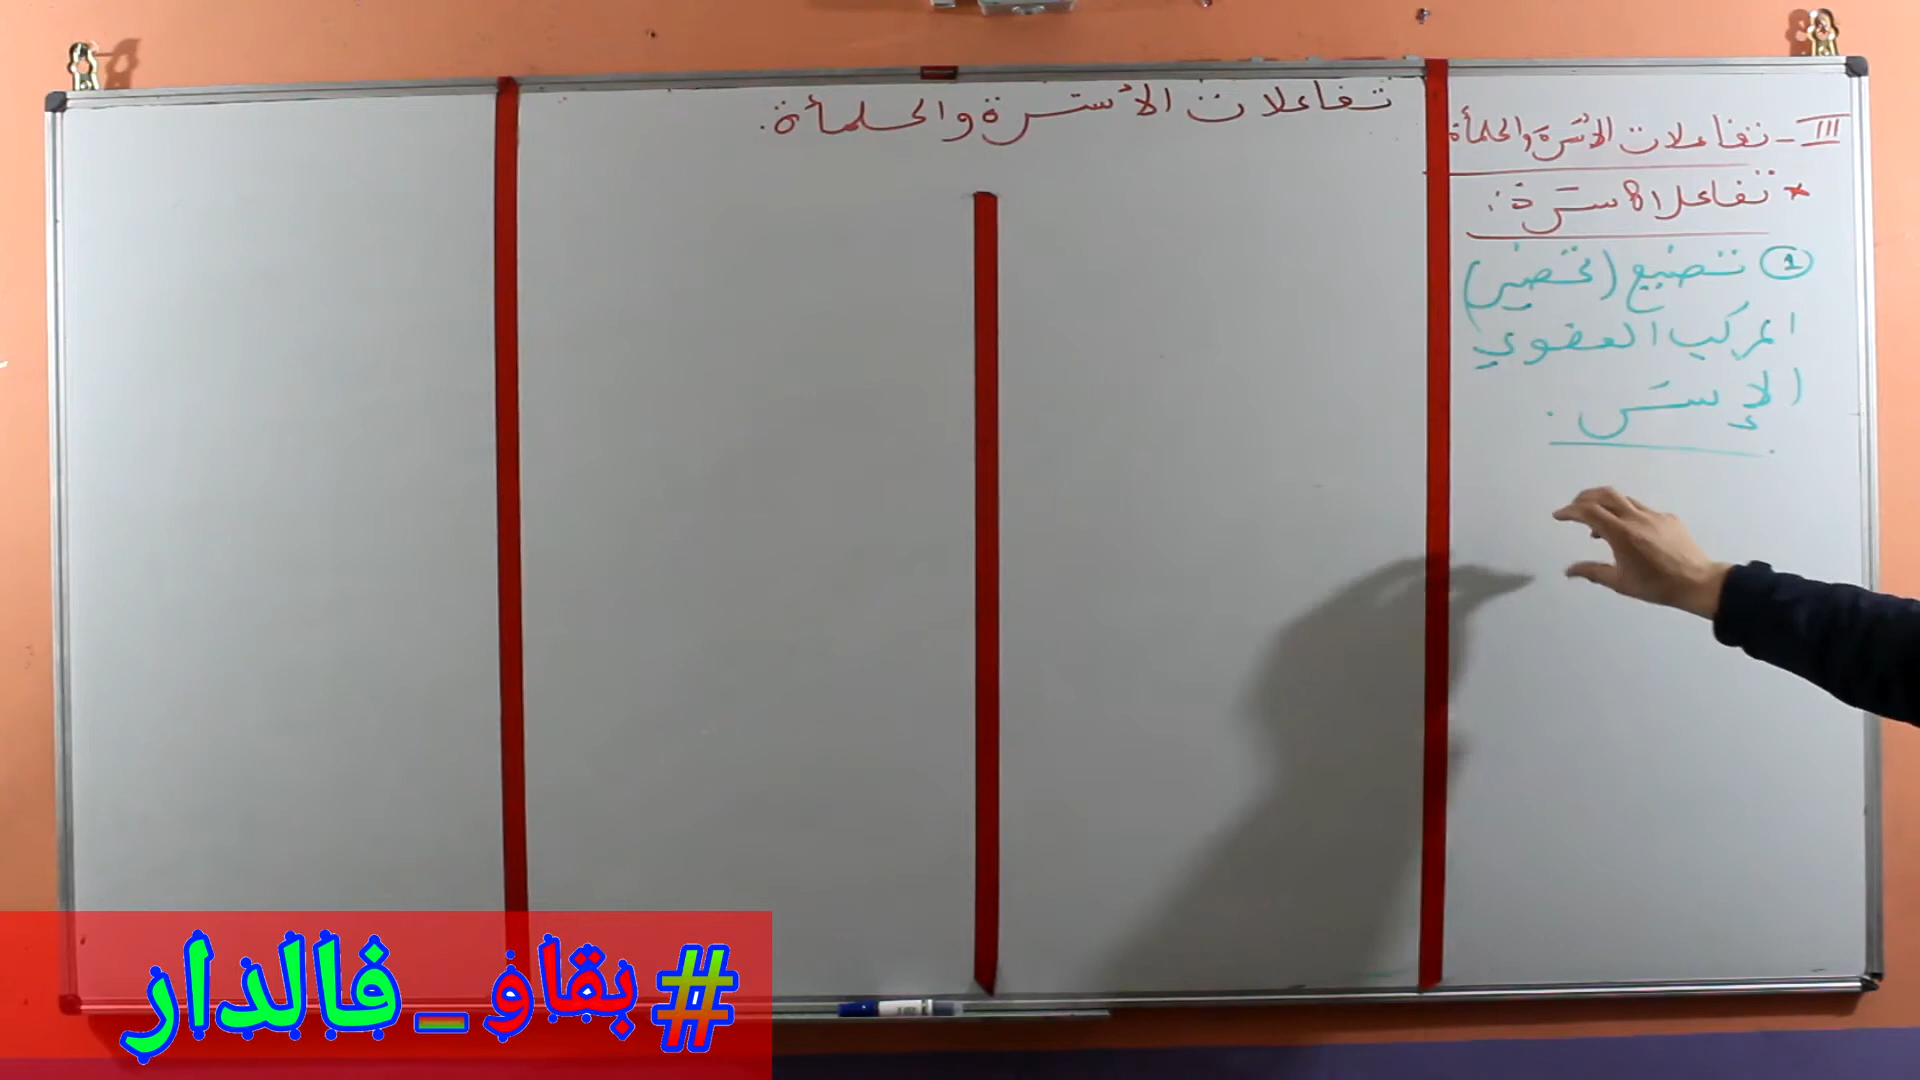 تفاعلات الأسترة والحلمأة.
III - تفاعلات الأسترة والحلمأة
* تفاعل الأسترة:
① تصنيع (تحضير)
المركب العضوي
الإستر.
#بقاو_فالدار